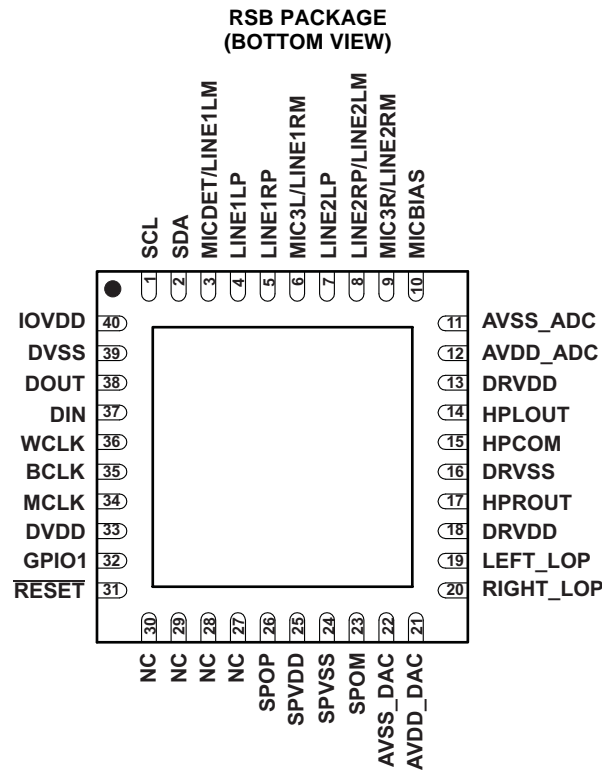 RSB PACKAGE
(BOTTOM VIEW)
SCL
SDA
MICDET/LINE1LM
LINE1LP
LINE1RP
MIC3L/LINE1RM
LINE2LP
LINE2RP/LINE2LM
MIC3R/LINE2RM
MICBIAS
1 2 3 4 5 6 7 8 9 10
IOVDD 40
DVSS 39
DOUT 38
DIN 37
WCLK 36
BCLK 35
MCLK 34
DVDD 33
GPIO1 32
RESET 31
11 AVSS_ADC
12 AVDD_ADC
13 DRVDD
14 HPLOUT
15 HPCOM
16 DRVSS
17 HPROUT
18 DRVDD
19 LEFT_LOP
20 RIGHT_LOP
30 29 28 27 26 25 24 23 22 21
NC
NC
NC
NC
SPOP
SPVDD
SPVSS
SPOM
AVSS_DAC
AVDD_DAC